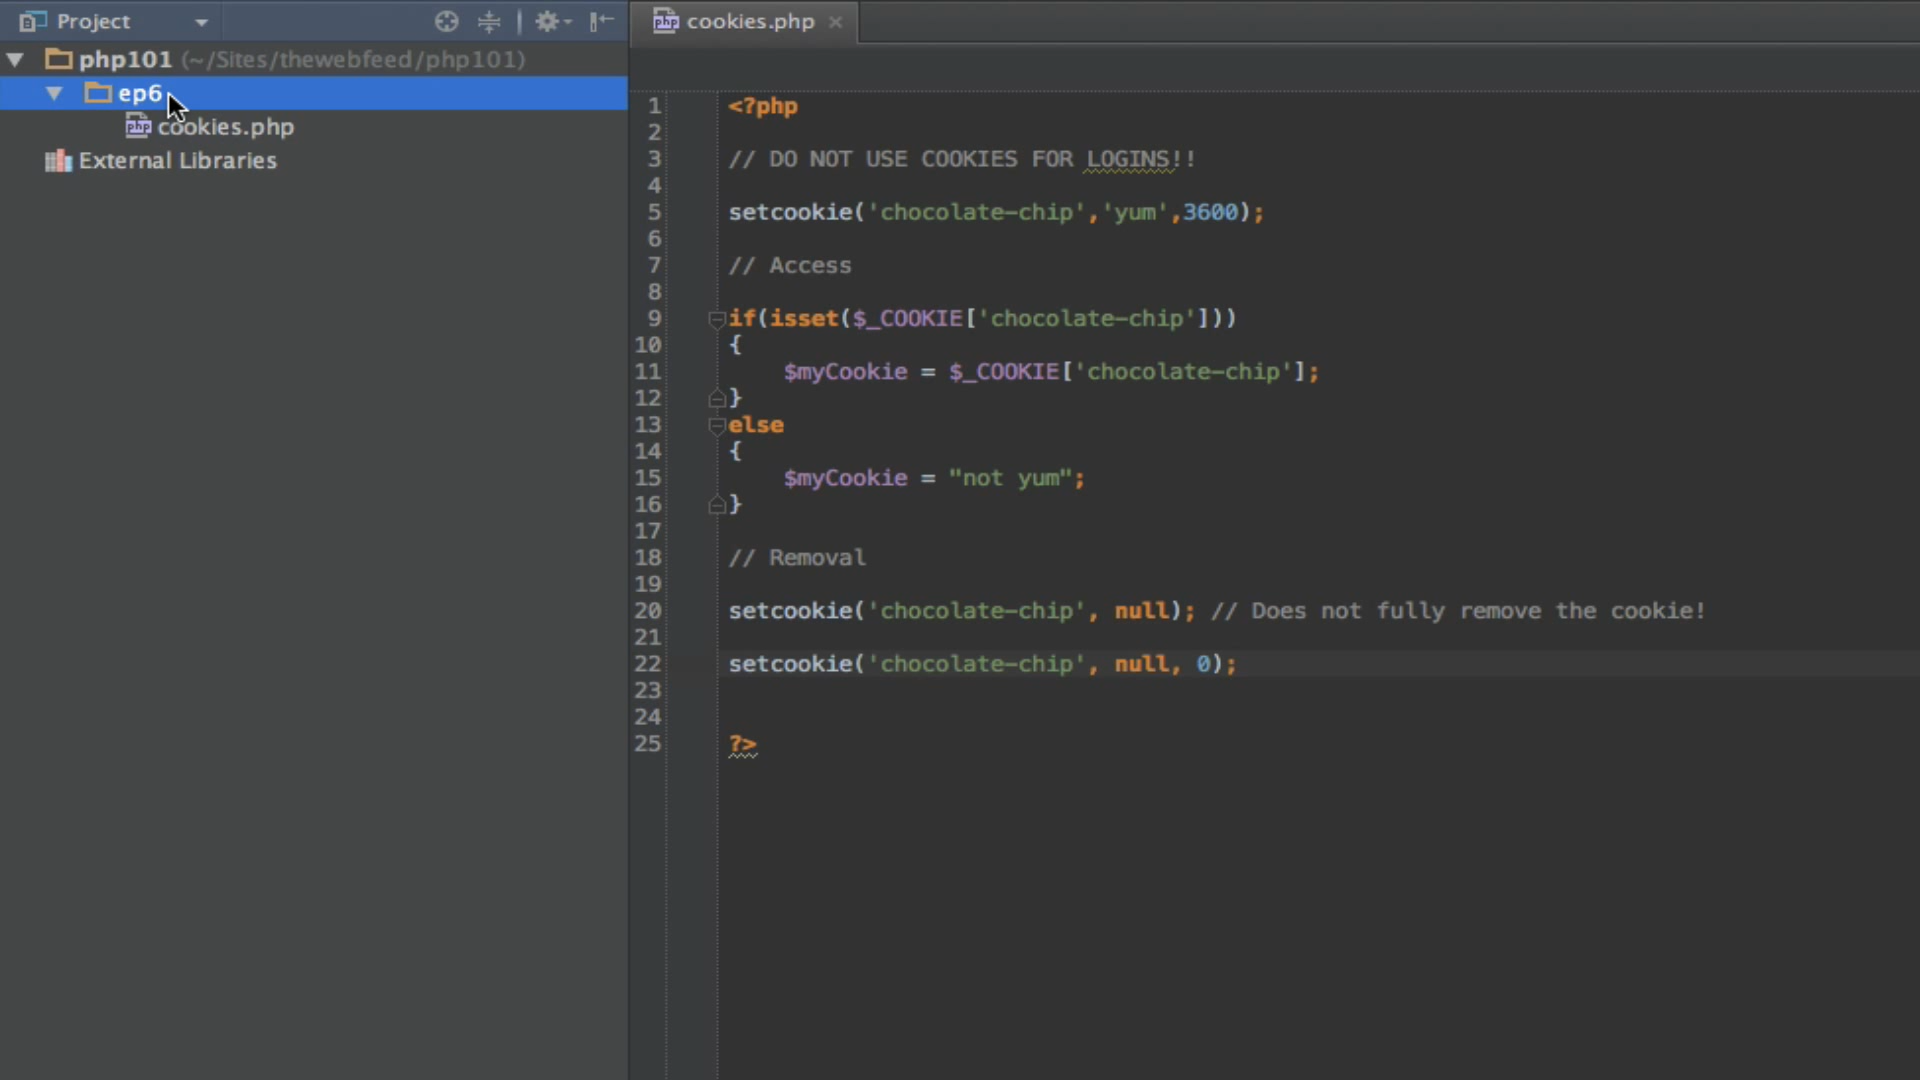 Project
php101 (~/Sites/thewebfeed/php101)
ep6
php cookies.php
External Libraries
php cookies.php
1 <?php
2
3 // DO NOT USE COOKIES FOR LOGINS!!
4
5 setcookie('chocolate-chip','yum',3600);
6
7 // Access
8
9 if(isset($_COOKIE['chocolate-chip']))
10 {
11 $myCookie = $_COOKIE['chocolate-chip'];
12 }
13 else
14 {
15 $myCookie = "not yum";
16 }
17
18 // Removal
19
20 setcookie('chocolate-chip', null); // Does not fully remove the cookie!
21
22 setcookie('chocolate-chip', null, 0);
23
24
25 ?>